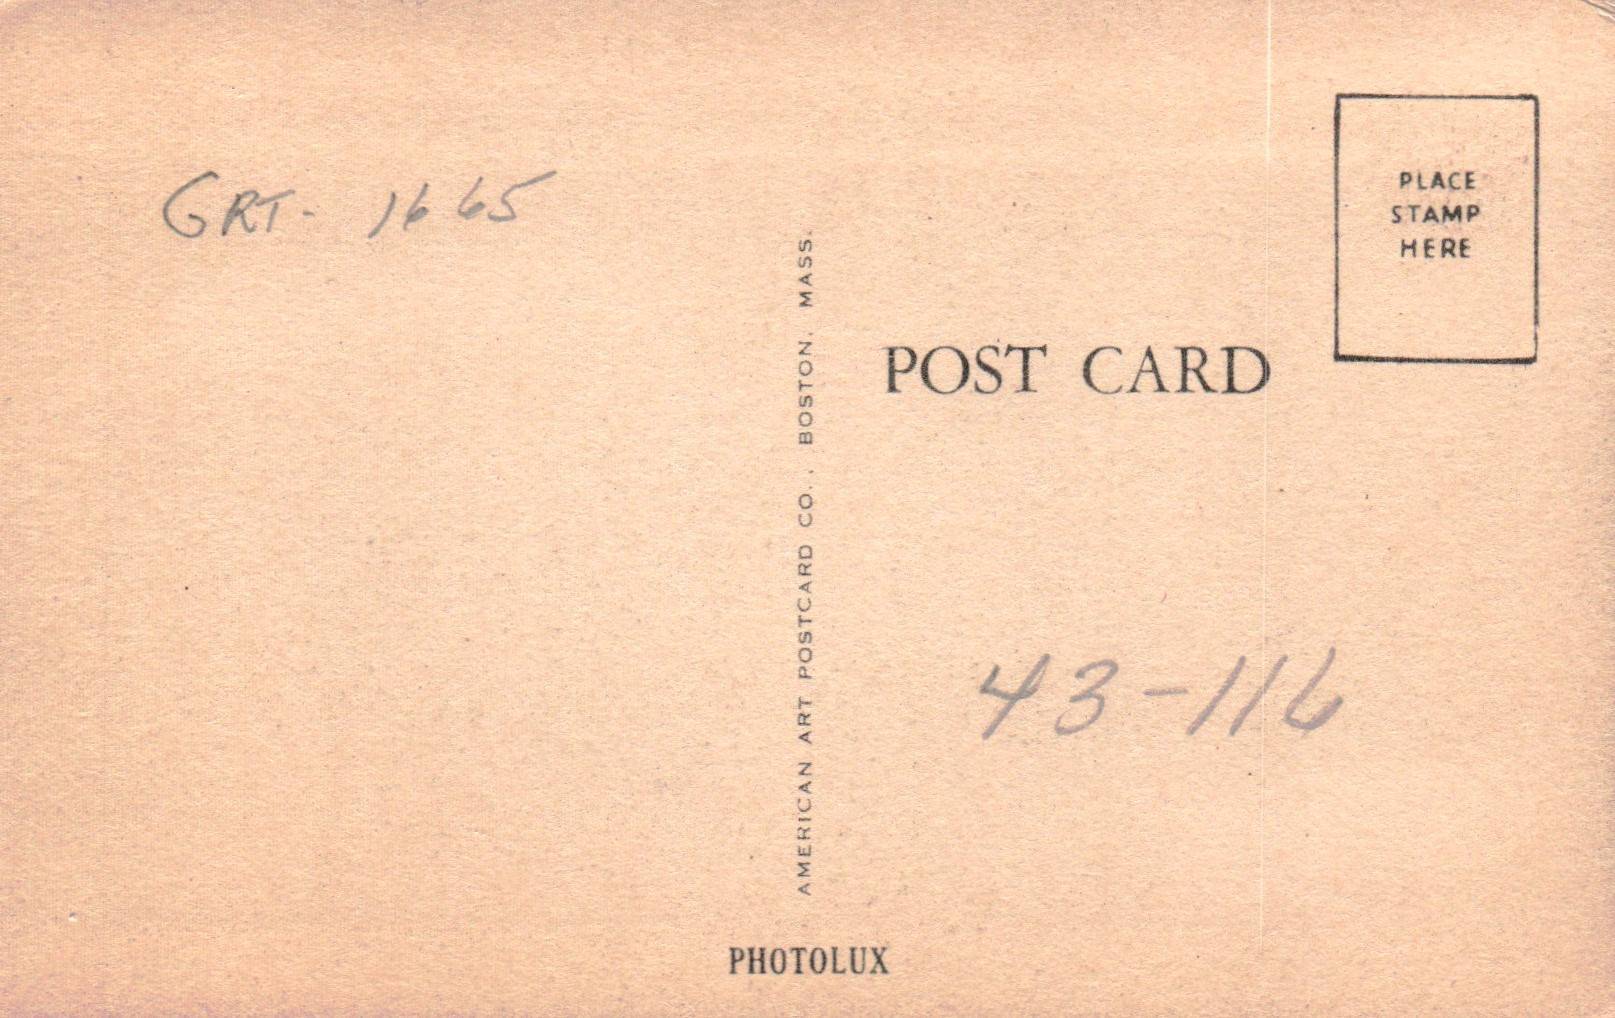 GRT- 1665
PLACE
STAMP
HERE
POST CARD
AMERICAN ART POSTCARD CO., BOSTON, MASS.
43-116
PHOTOLUX